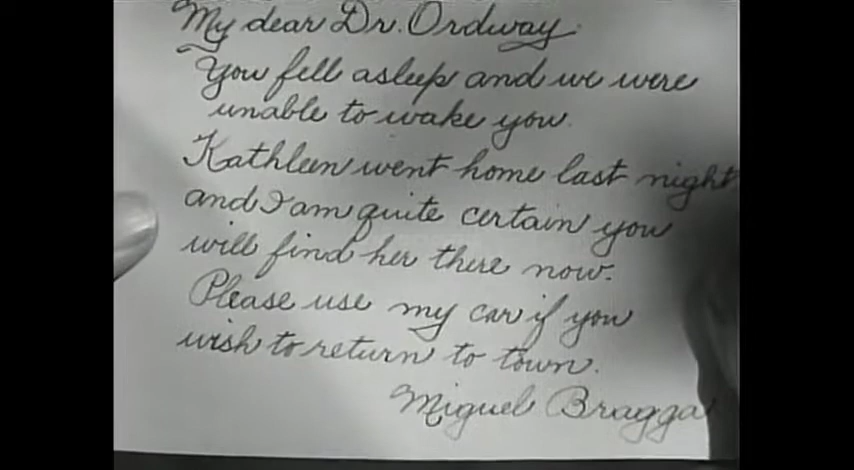 My dear Dr. Ordway:
You fell asleep and we were
unable to wake you.
Kathleen went home last night
and I am quite certain you
will find her there now.
Please use my car if you
wish to return to town.
Miguel Bragga